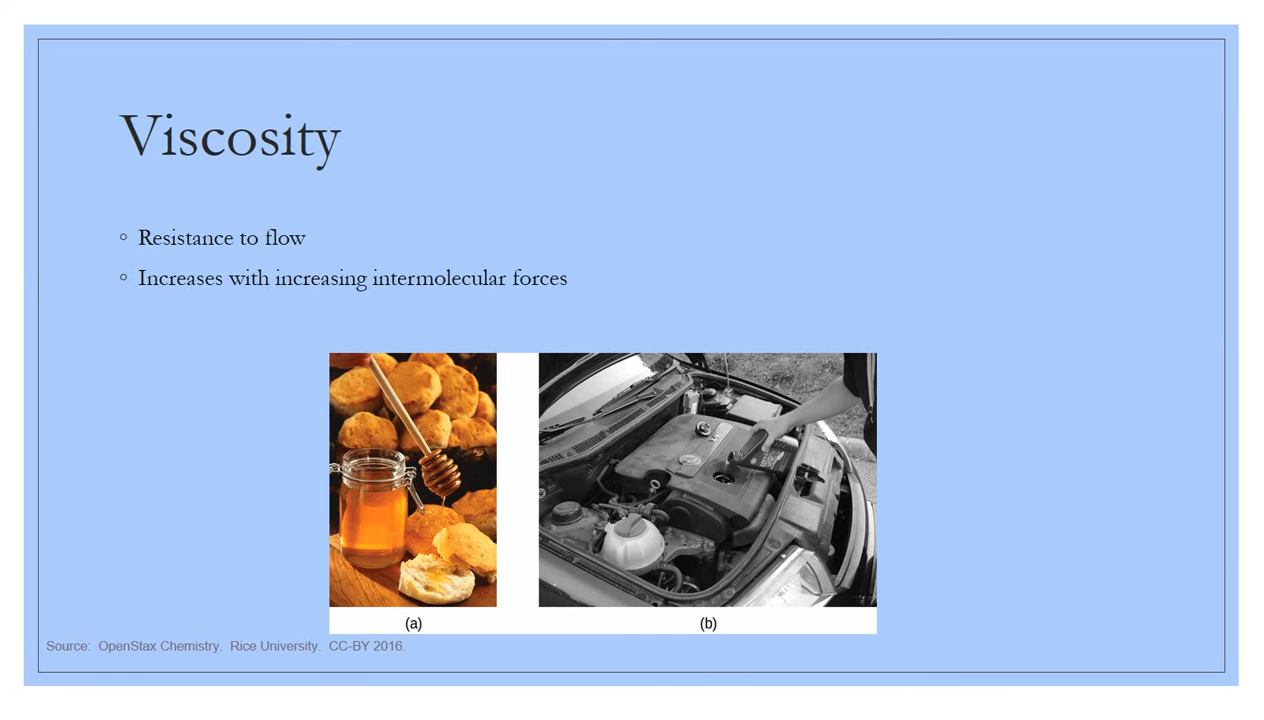 Viscosity
Resistance to flow
Increases with increasing intermolecular forces
(a)
(b)
Source: OpenStax Chemistry. Rice University. CC-BY 2016.